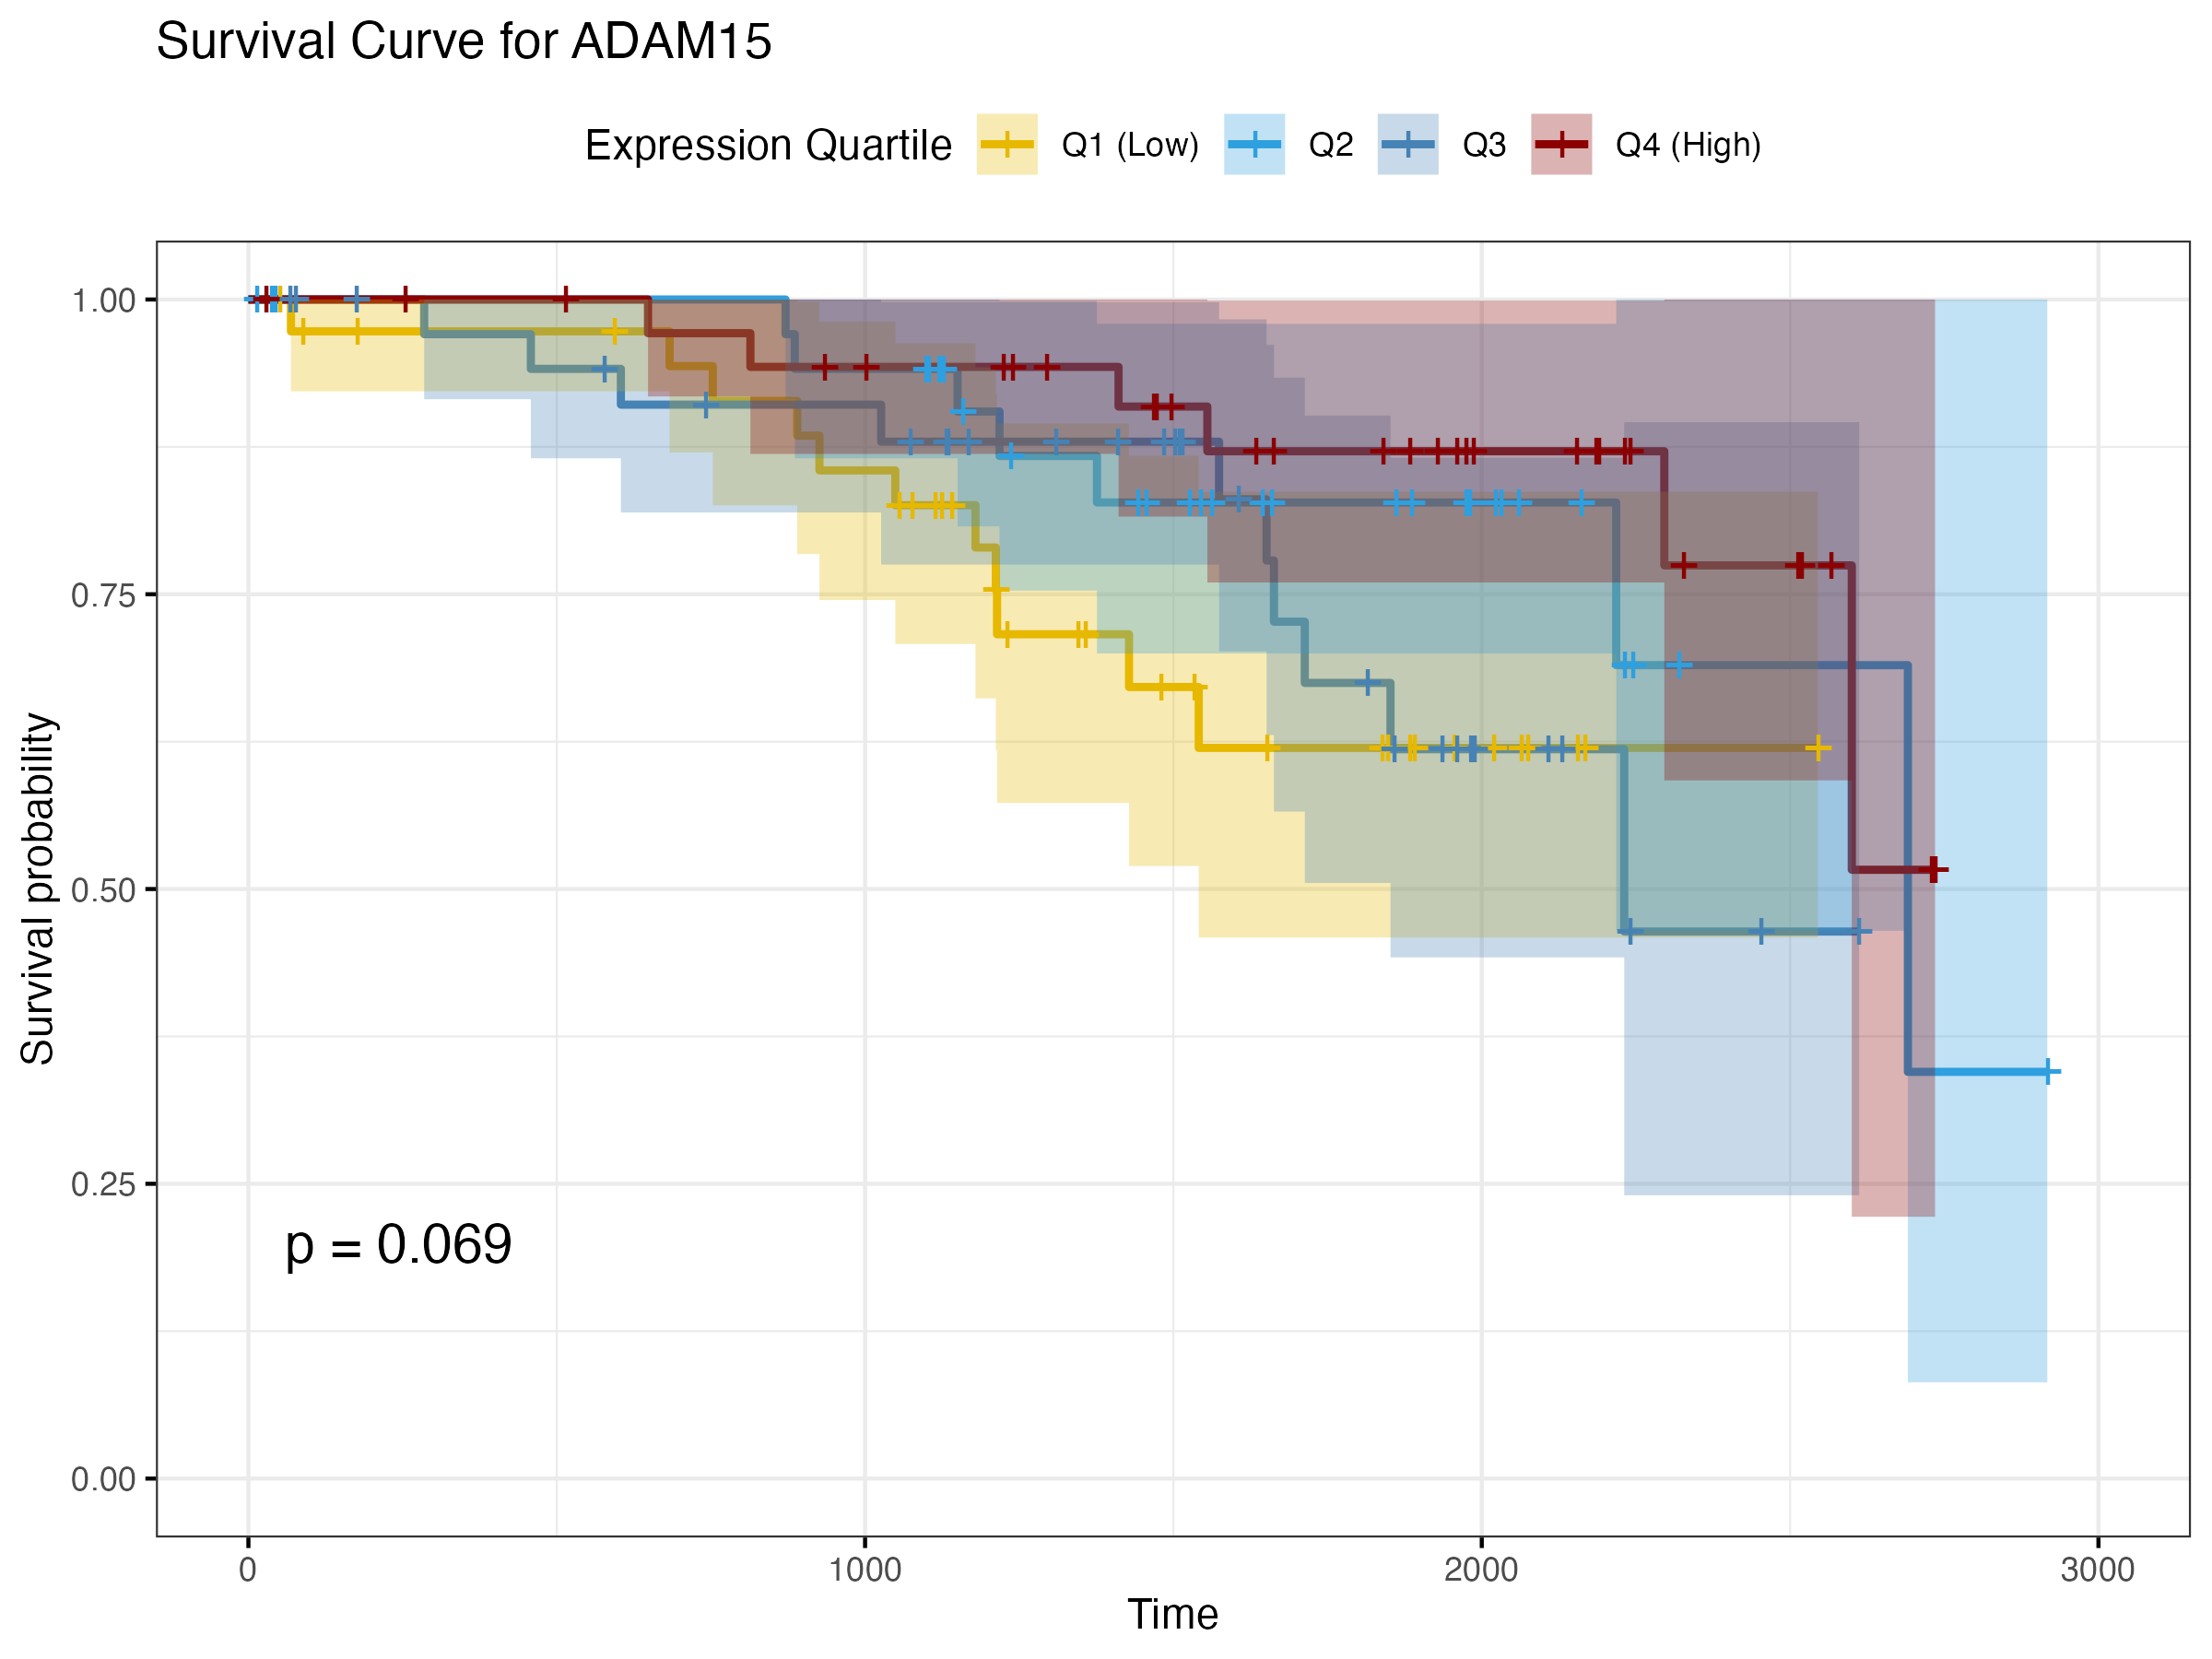 Survival Curve for ADAM15
Expression Quartile Q1 (Low) Q2 Q3 Q4 (High)
Survival probability
1.00
0.75
0.50
0.25
0.00
p = 0.069
0 1000 2000 3000
Time